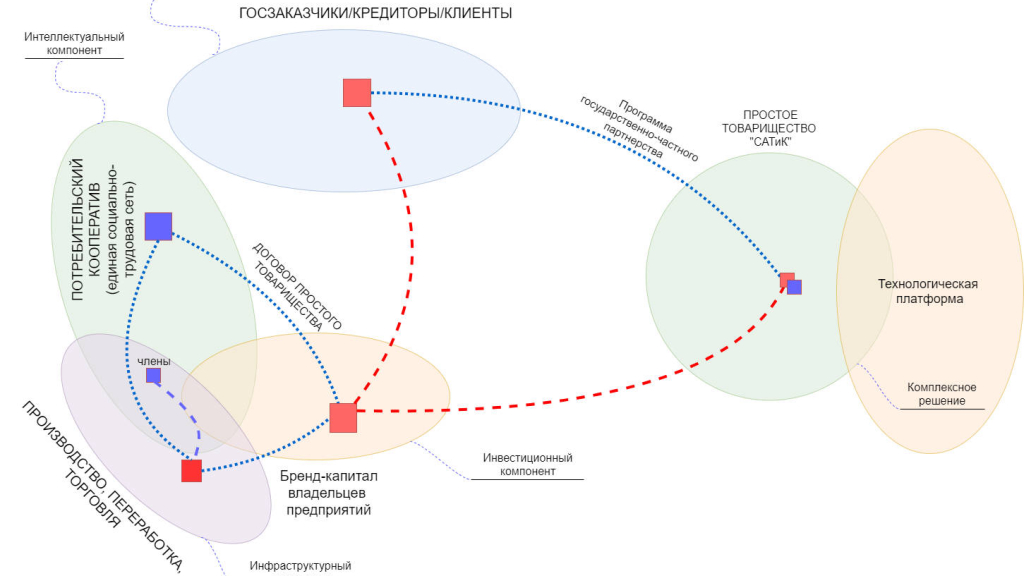 ГОСЗАКАЗЧИКИ/КРЕДИТОРЫ/КЛИЕНТЫ
Интеллектуальный
компонент
Программа
государственно-частного
партнерства
ПРОСТОЕ
ТОВАРИЩЕСТВО
"САТиК"
ПОТРЕБИТЕЛЬСКИЙ
КООПЕРАТИВ
(единая социально-
трудовая сеть)
ДОГОВОР ПРОСТОГО
ТОВАРИЩЕСТВА
Технологическая
платформа
члены
Комплексное
решение
ПРОИЗВОДСТВО, ПЕРЕРАБОТКА,
ТОРГОВЛЯ
Бренд-капитал
владельцев
предприятий
Инвестиционный
компонент
Инфраструктурный